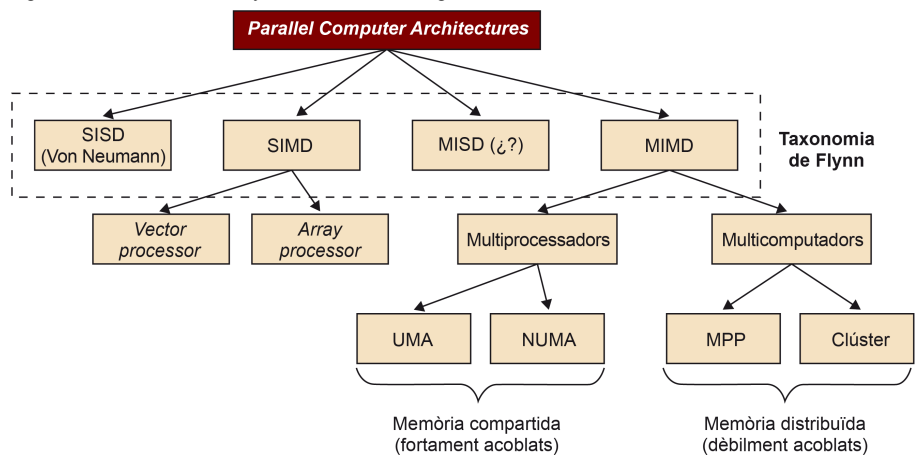 Parallel Computer Architectures
SISD
(Von Neumann)
SIMD
MISD (¿?)
MIMD
Taxonomia
de Flynn
Vector
processor
Array
processor
Multiprocessadors
Multicomputadors
UMA
NUMA
MPP
Clúster
Memòria compartida
(fortament acoblats)
Memòria distribuïda
(dèbilment acoblats)